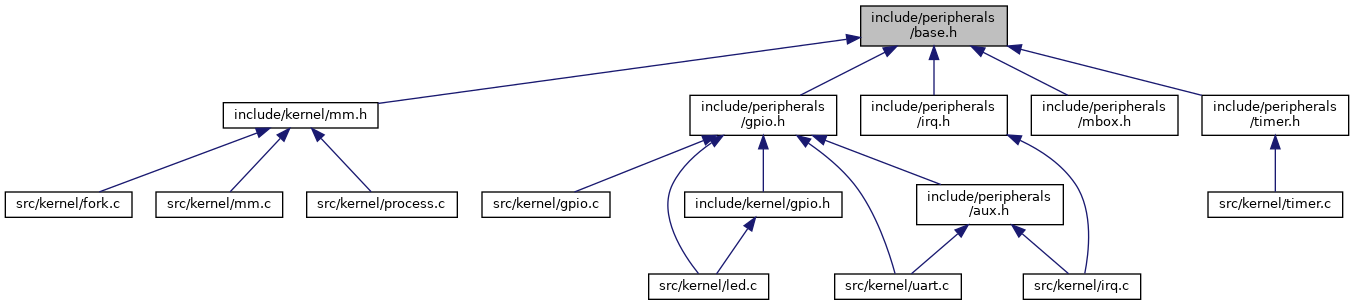 include/peripherals
/base.h
include/kernel/mm.h
include/peripherals
/gpio.h
include/peripherals
/irq.h
include/peripherals
/mbox.h
include/peripherals
/timer.h
src/kernel/fork.c
src/kernel/mm.c
src/kernel/process.c
src/kernel/gpio.c
include/kernel/gpio.h
include/peripherals
/aux.h
src/kernel/timer.c
src/kernel/led.c
src/kernel/uart.c
src/kernel/irq.c